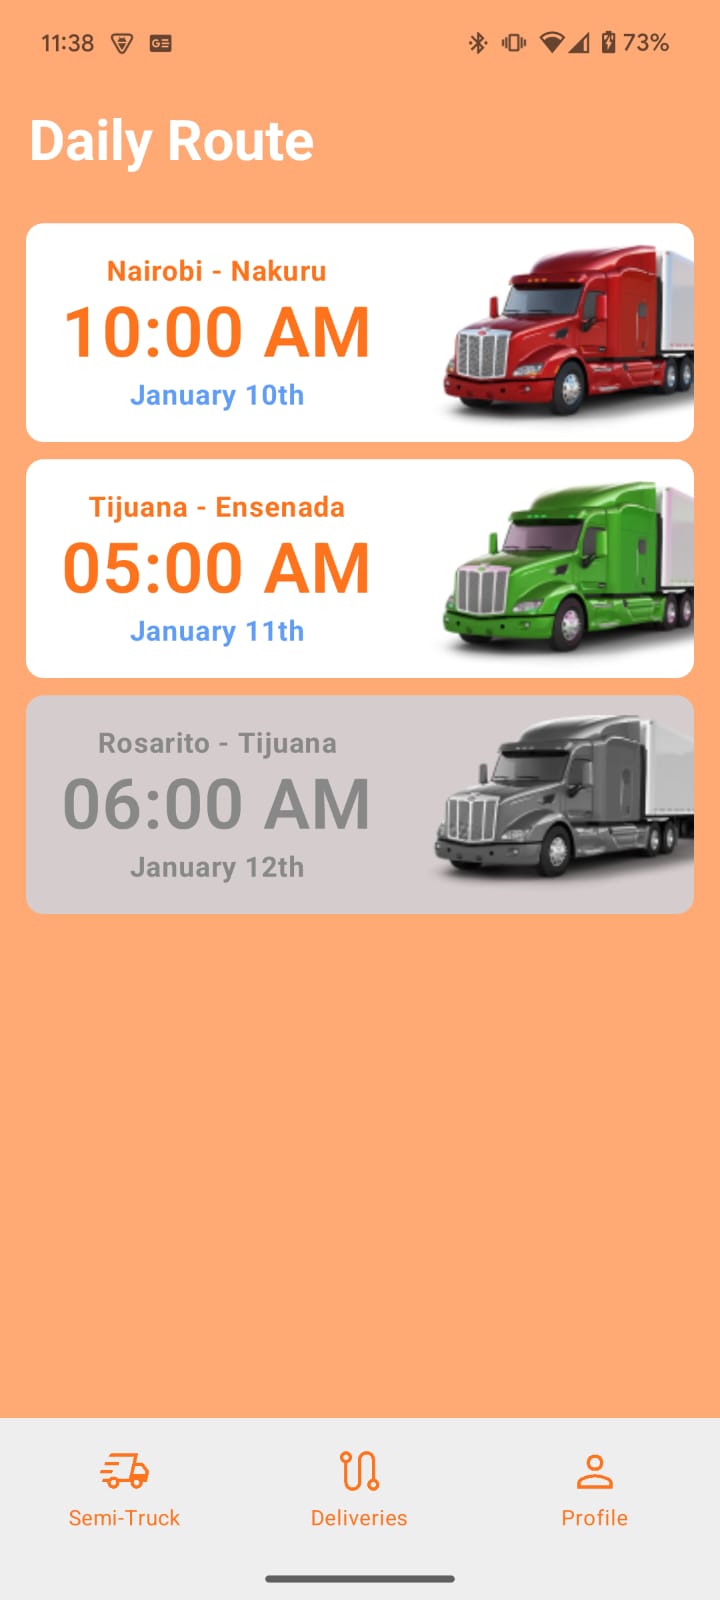 11:38
73%
Daily Route
Nairobi - Nakuru
10:00 AM
January 10th
Tijuana - Ensenada
05:00 AM
January 11th
Rosarito - Tijuana
06:00 AM
January 12th
Semi-Truck
Deliveries
Profile